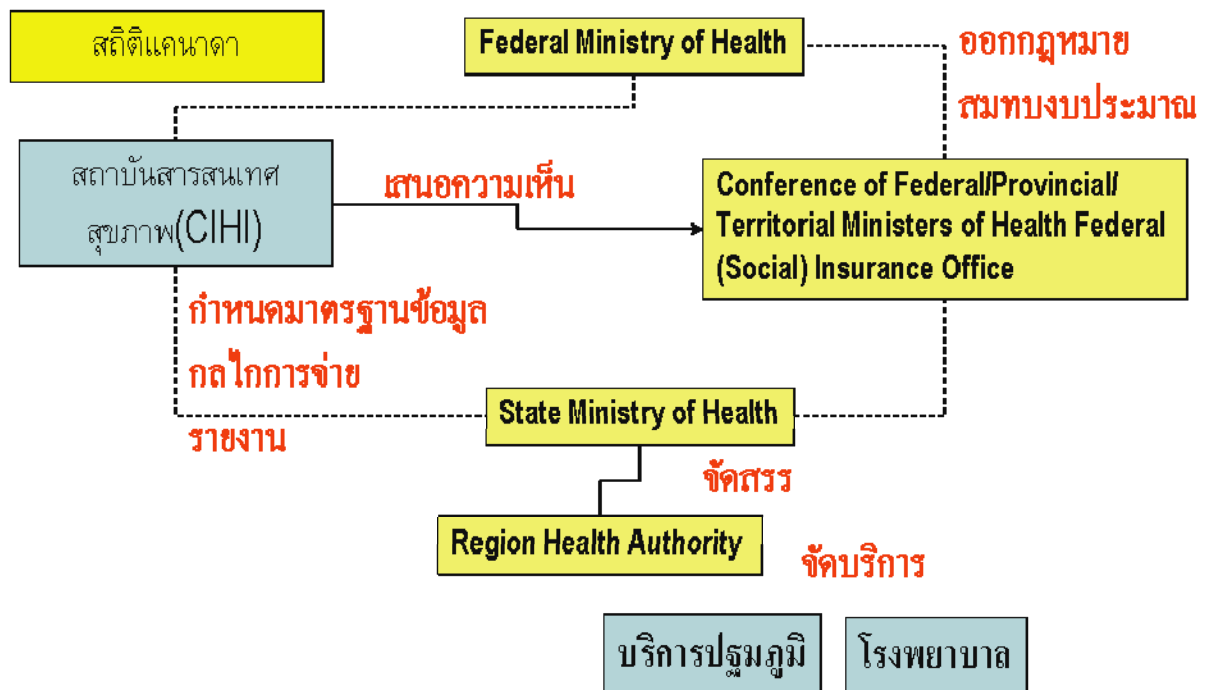 สถิติแคนาดา
Federal Ministry of Health
ออกกฎหมาย
สมทบงบประมาณ
สถาบันสารสนเทศ
สุขภาพ(CIHI)
เสนอความเห็น
Conference of Federal/Provincial/
Territorial Ministers of Health Federal
(Social) Insurance Office
กำหนดมาตรฐานข้อมูล
กลไกการจ่าย
รายงาน
State Ministry of Health
จัดสรร
Region Health Authority
จัดบริการ
บริการปฐมภูมิ
โรงพยาบาล